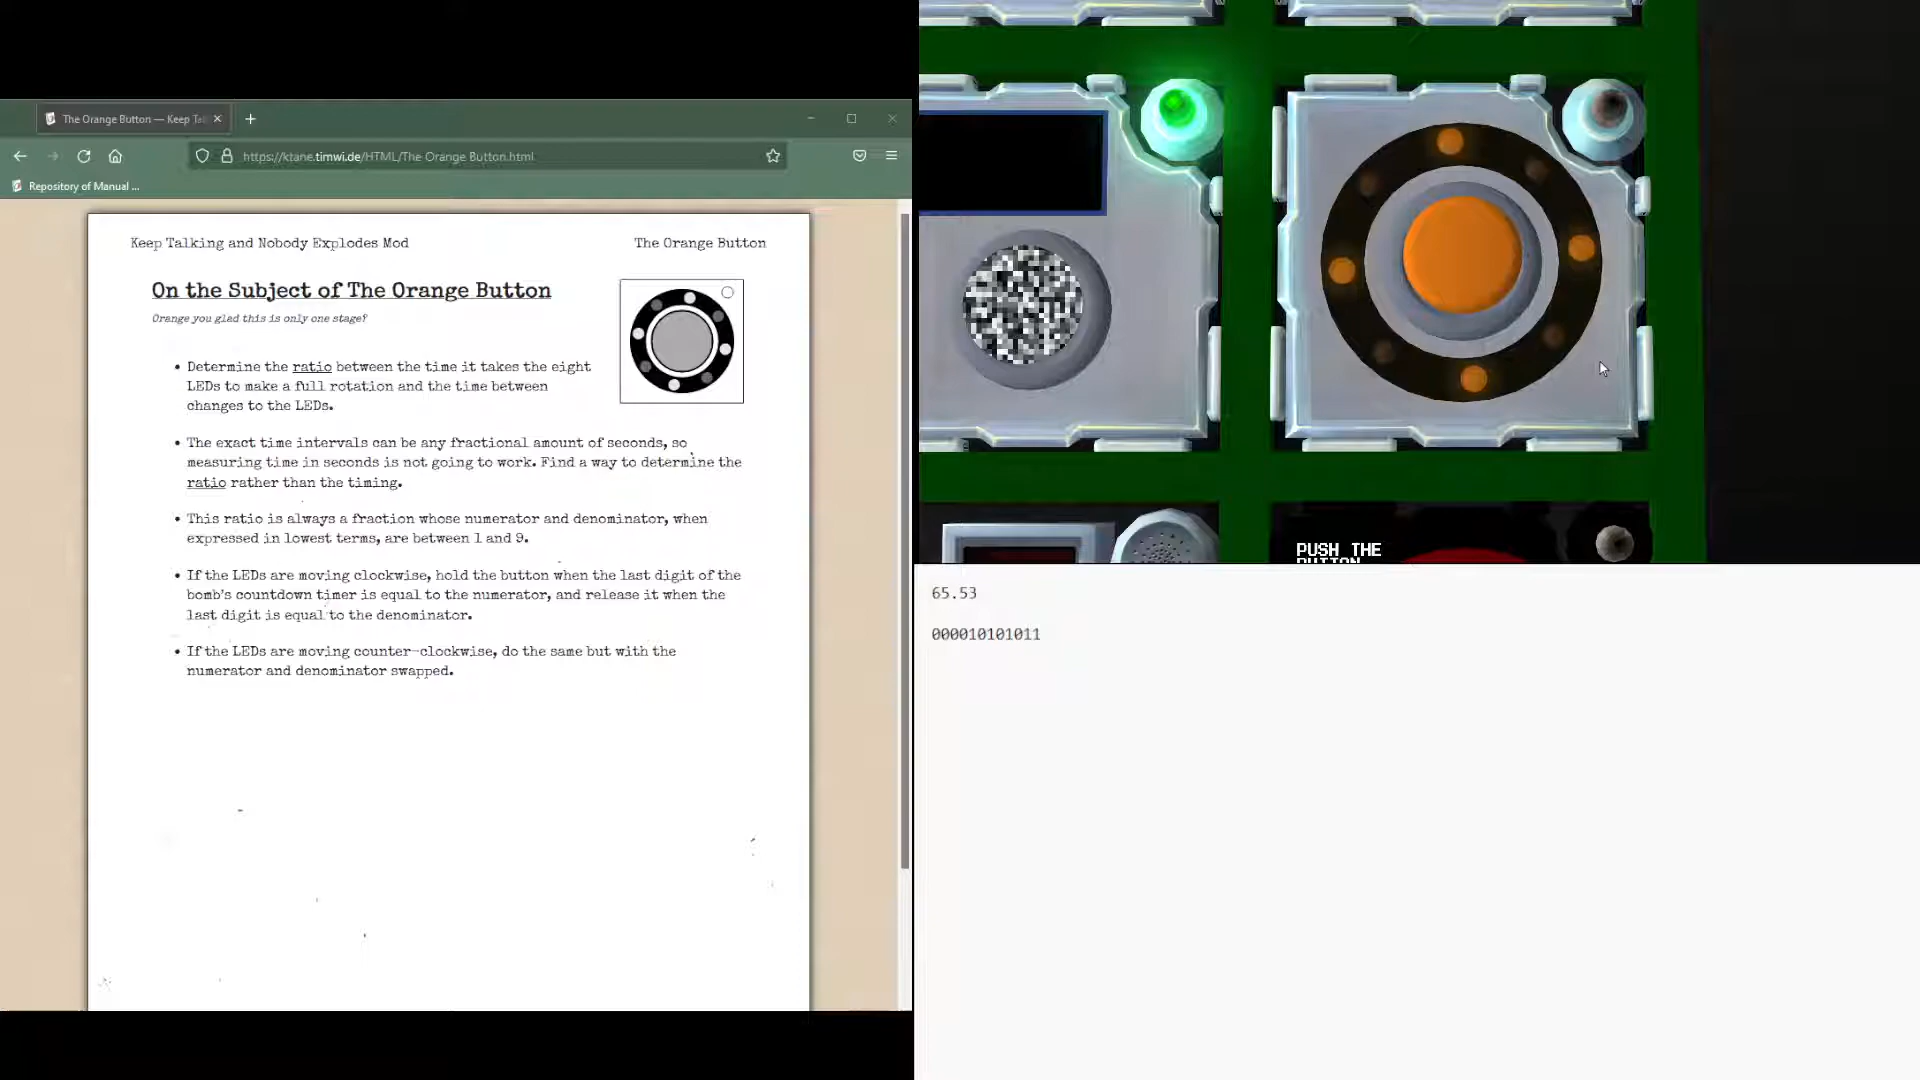 The Orange Button — Keep Tal
https://ktane.timwi.de/HTML/The Orange Button.html
Repository of Manual ...
Keep Talking and Nobody Explodes Mod
The Orange Button
On the Subject of The Orange Button
Orange you glad this is only one stage?
• Determine the ratio between the time it takes the eight
LEDs to make a full rotation and the time between
changes to the LEDs.
• The exact time intervals can be any fractional amount of seconds, so
measuring time in seconds is not going to work. Find a way to determine the
ratio rather than the timing.
• This ratio is always a fraction whose numerator and denominator, when
expressed in lowest terms, are between 1 and 9.
• If the LEDs are moving clockwise, hold the button when the last digit of the
bomb's countdown timer is equal to the numerator, and release it when the
last digit is equal to the denominator.
• If the LEDs are moving counter-clockwise, do the same but with the
numerator and denominator swapped.
PUSH THE
BUTTON
65.53
000010101011